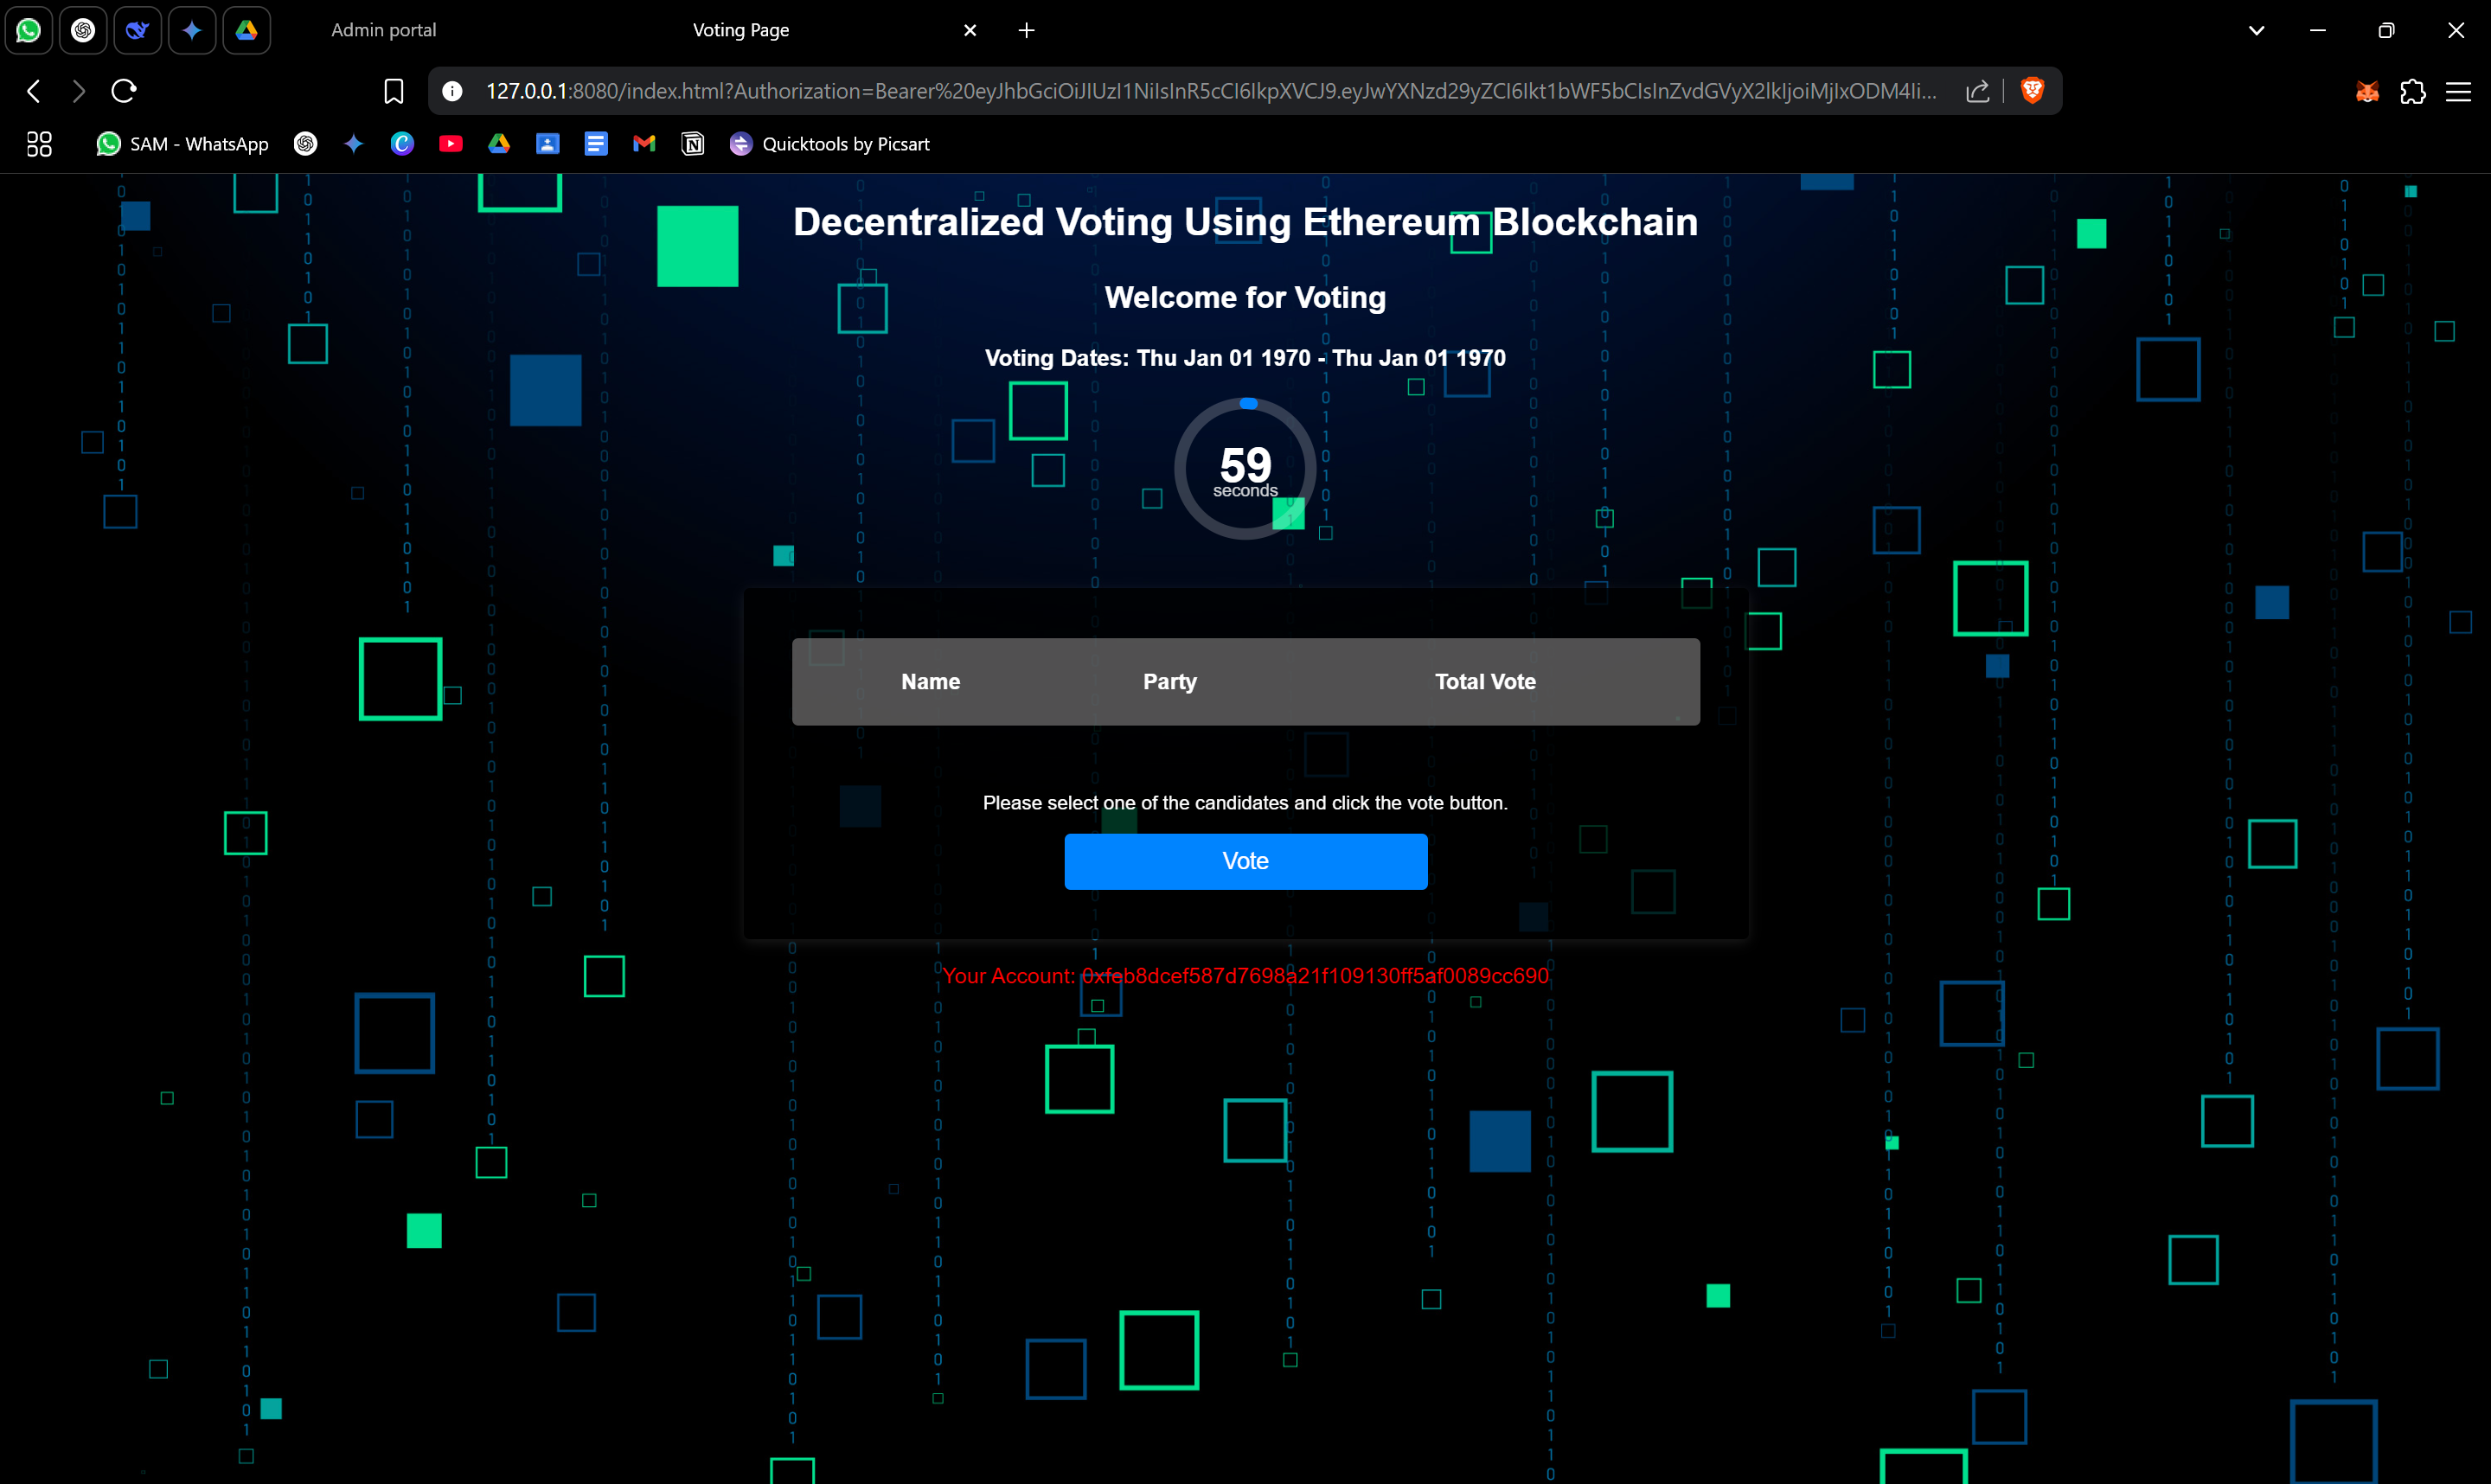 Admin portal
Voting Page
127.0.0.1:8080/index.html?Authorization=Bearer%20eyJhbGciOiJIUzI1NiIsInR5cCI6IkpXVCJ9.eyJwYXNzd29yZCI6Ikt1bWF5bCIsInZvdGVyX2lkIjoiMjIxODM4Ii...
SAM - WhatsApp
Quicktools by Picsart
Decentralized Voting Using Ethereum Blockchain
Welcome for Voting
Voting Dates: Thu Jan 01 1970 - Thu Jan 01 1970
59
seconds
Name Party Total Vote
Please select one of the candidates and click the vote button.
Vote
Your Account: 0xfeb8dcef587d7698a21f109130ff5af0089cc690